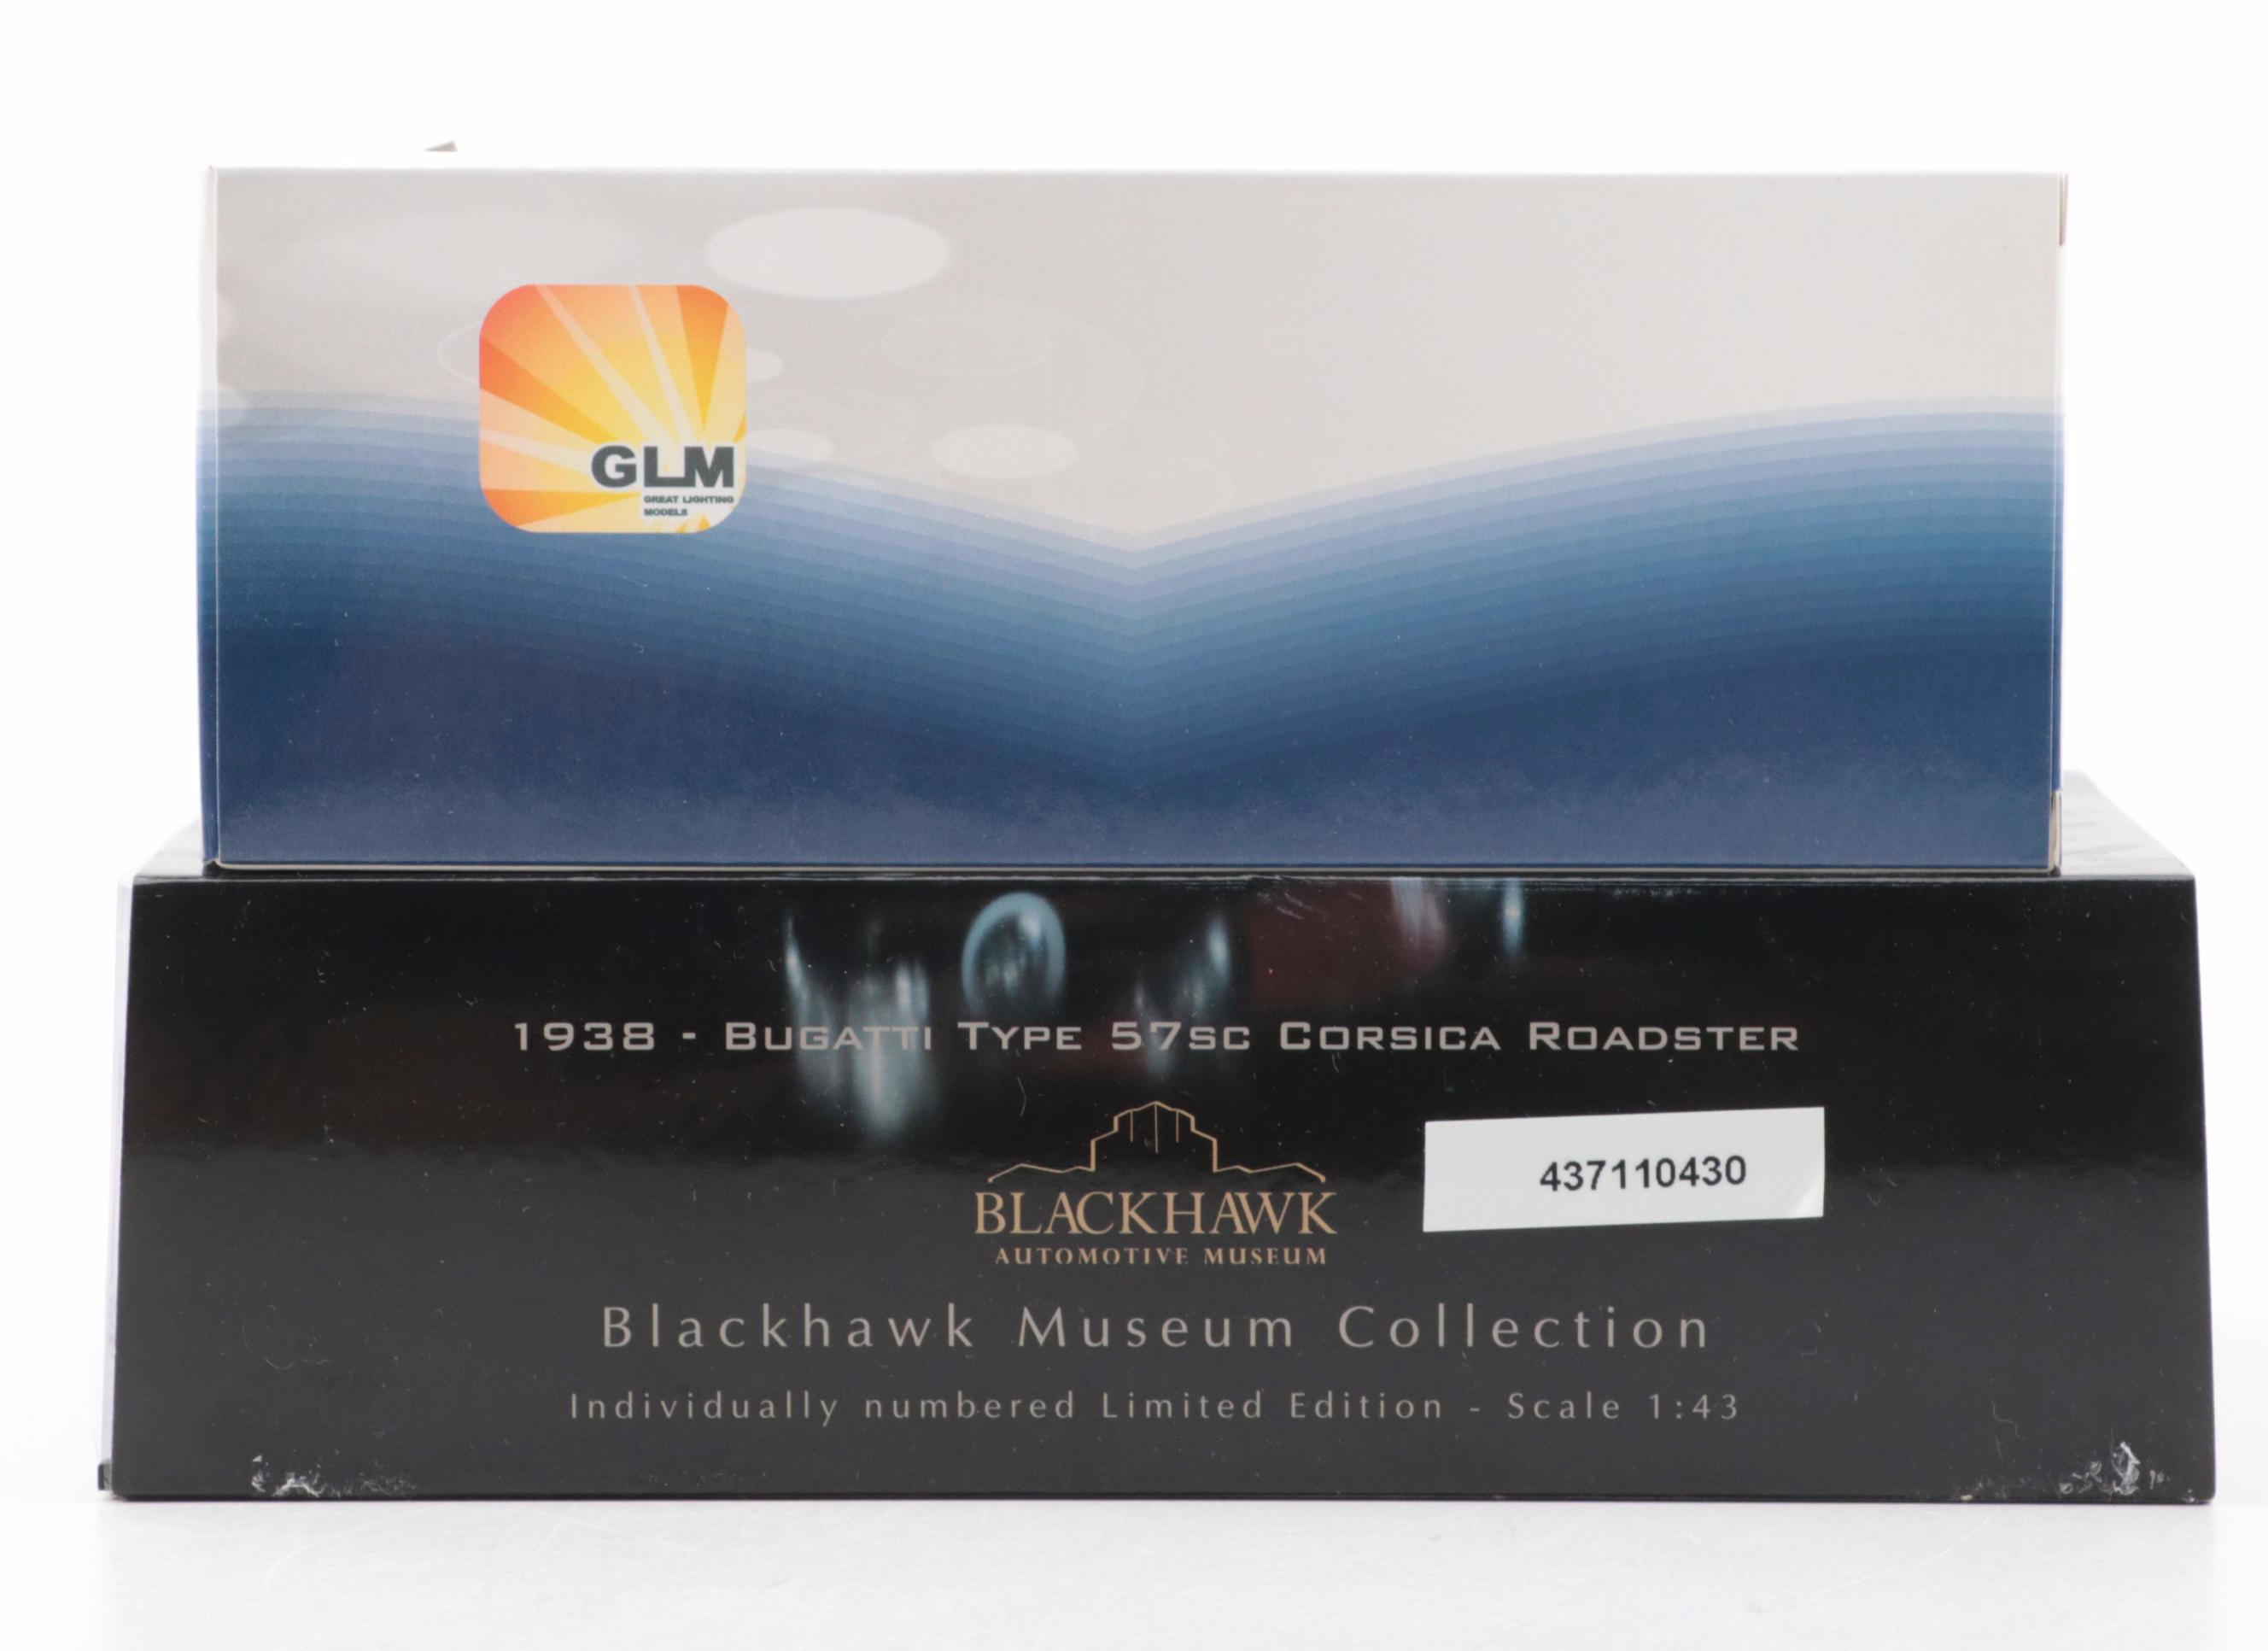 GLM
GREAT LIGHTING
MODELS
1938 - BUGATTI TYPE 57SC CORSICA ROADSTER
BLACKHAWK
AUTOMOTIVE MUSEUM
437110430
Blackhawk Museum Collection
Individually numbered Limited Edition - Scale 1:43